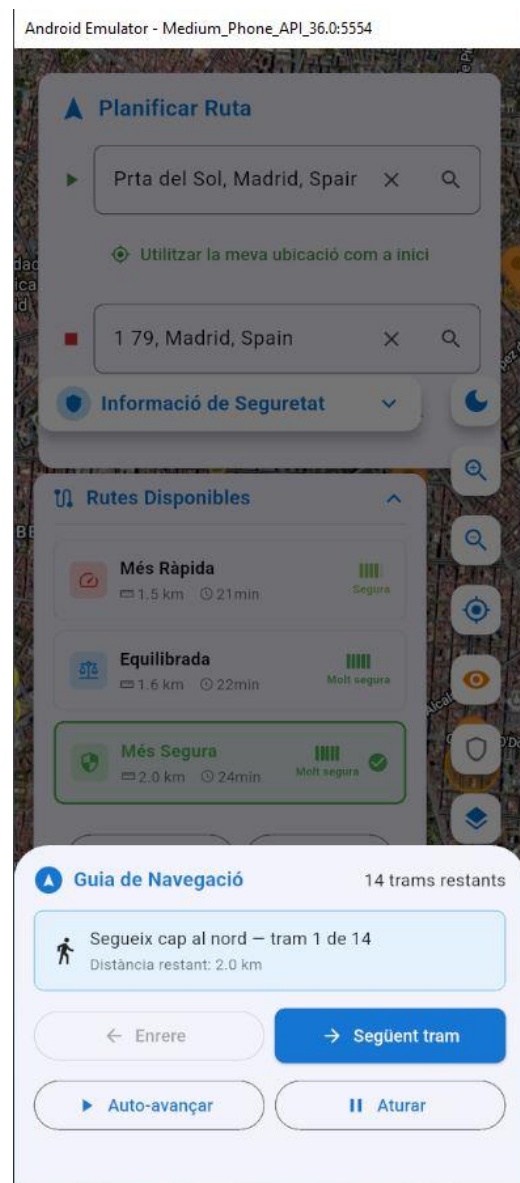 Android Emulator - Medium_Phone_API_36.0:5554
Planificar Ruta
Prta del Sol, Madrid, Spair
Utilitzar la meva ubicació com a inici
1 79, Madrid, Spain
Informació de Seguretat
Rutes Disponibles
Més Ràpida
1.5 km 21min
Segura
Equilibrada
1.6 km 22min
Molt segura
Més Segura
2.0 km 24min
Molt segura
Guia de Navegació
14 trams restants
Segueix cap al nord — tram 1 de 14
Distància restant: 2.0 km
Enrere
Següent tram
Auto-avançar
Aturar